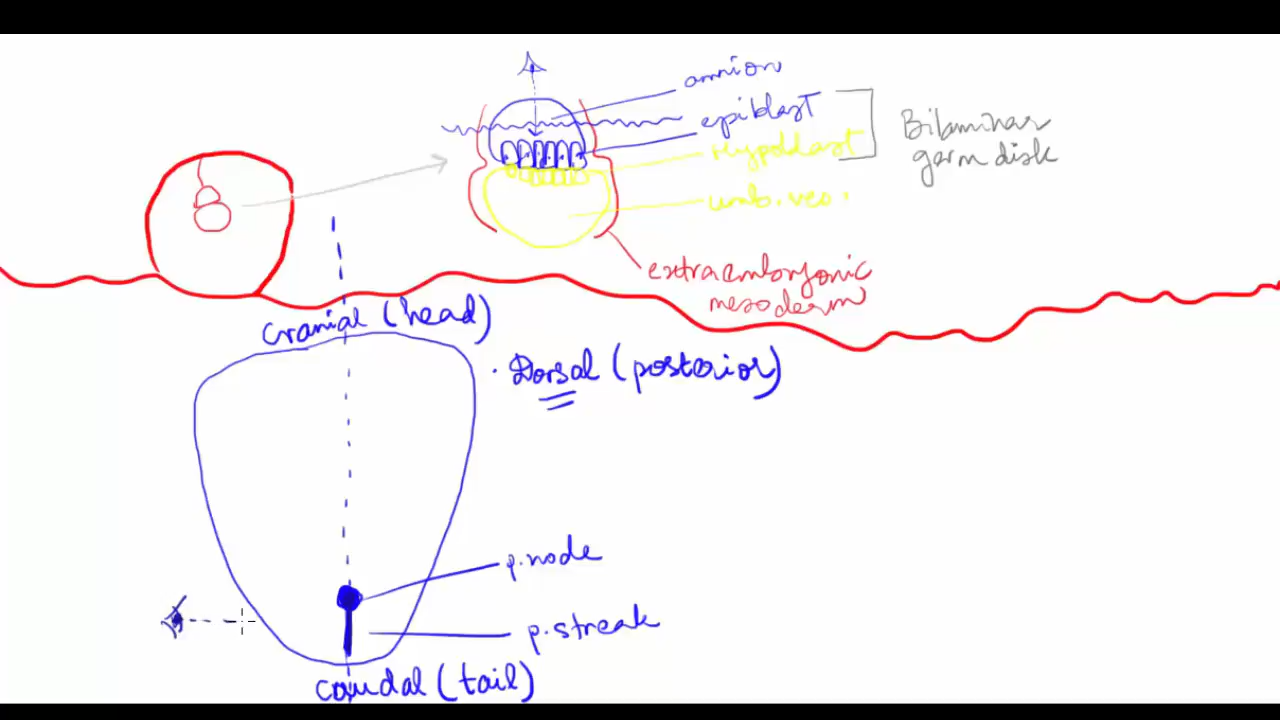 amnion
epiblast
Hypoblast
umb. ves.
Bilaminar
germ disk
extraembryonic
mesoderm
cranial (head)
Dorsal (posterior)
p.node
p.streak
caudal (tail)